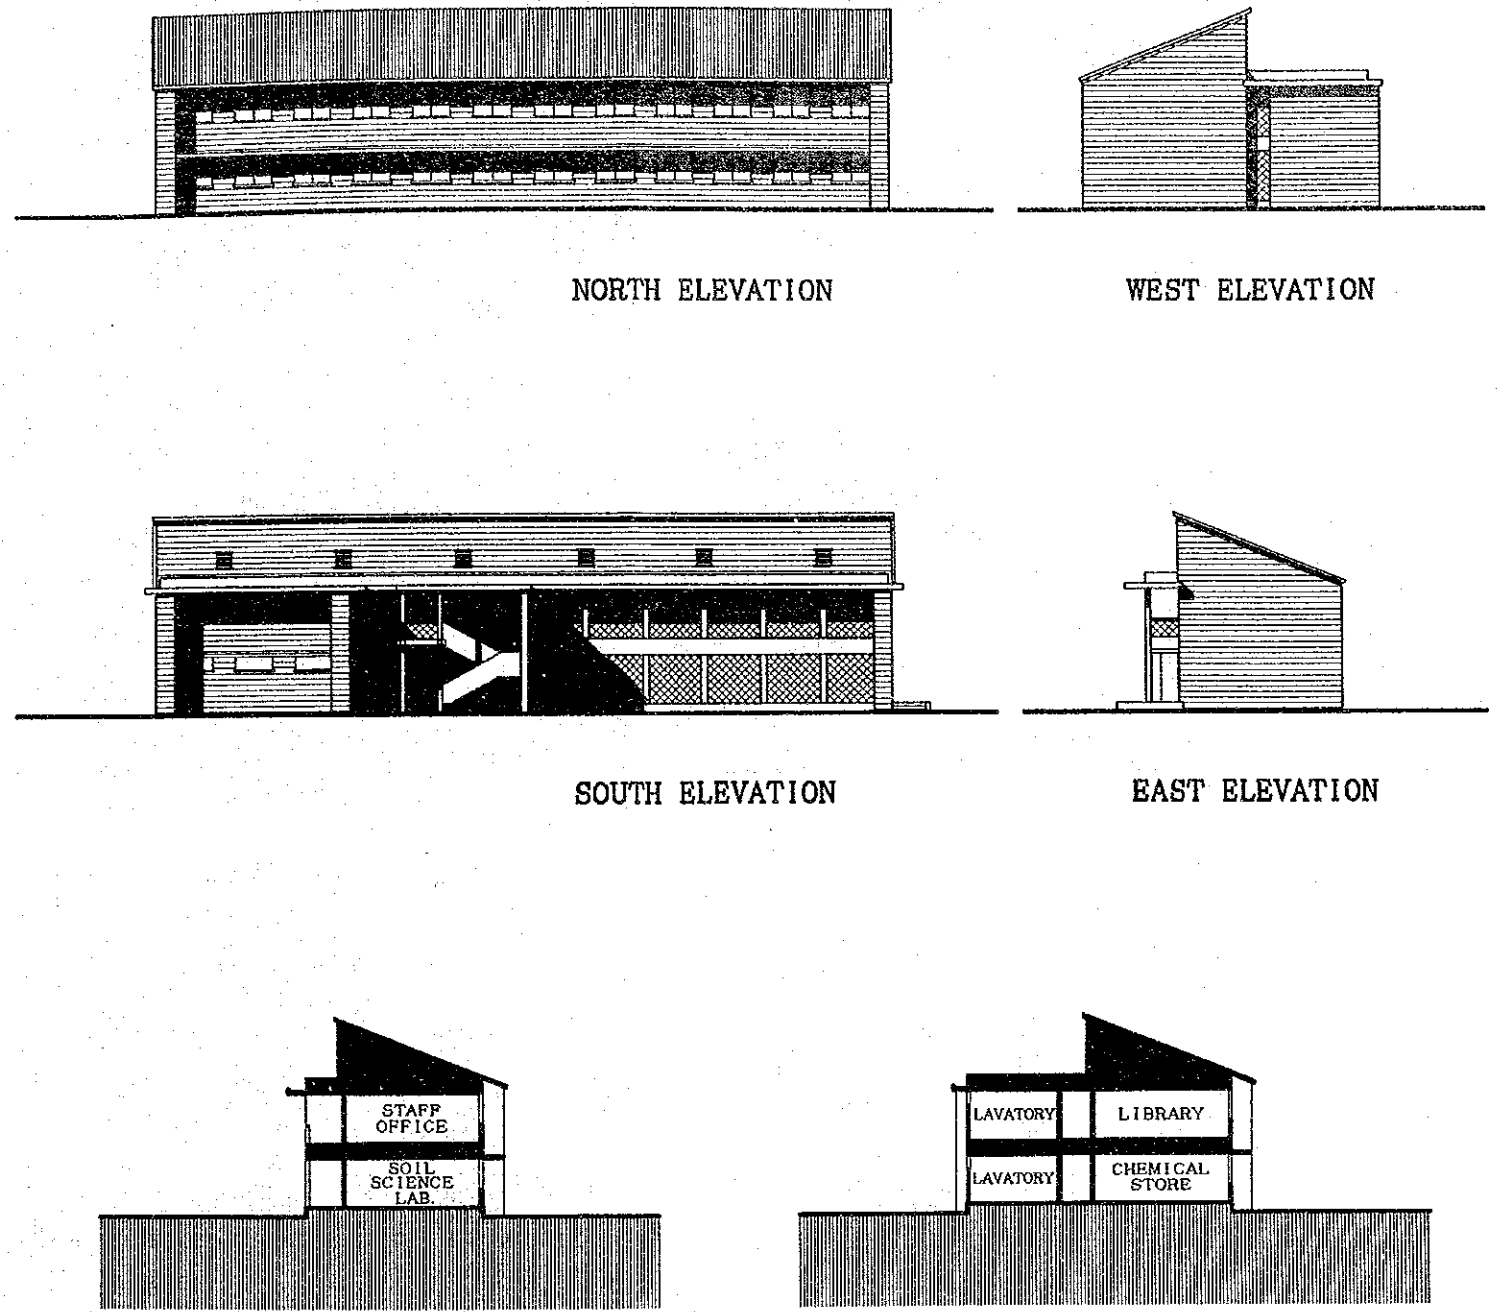 NORTH ELEVATION
WEST ELEVATION
SOUTH ELEVATION
EAST ELEVATION
STAFF
OFFICE
SOIL
SCIENCE
LAB.
LAVATORY
LIBRARY
LAVATORY
CHEMICAL
STORE